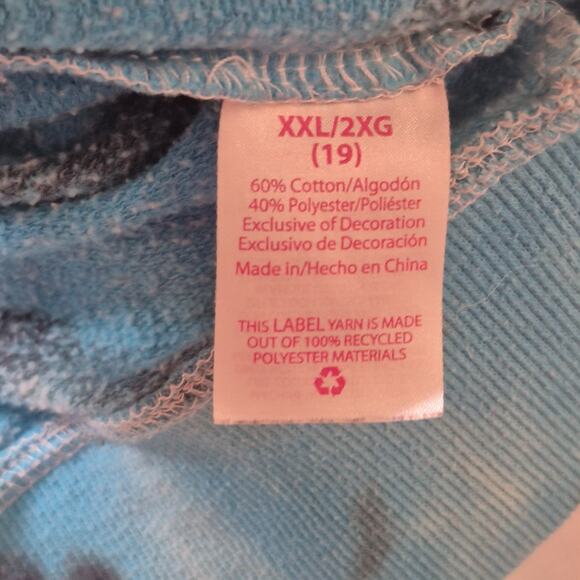 XXL/2XG
(19)
60% Cotton/Algodón
40% Polyester/Poliéster
Exclusive of Decoration
Exclusivo de Decoración
Made in/Hecho en China
THIS LABEL YARN IS MADE
OUT OF 100% RECYCLED
POLYESTER MATERIALS